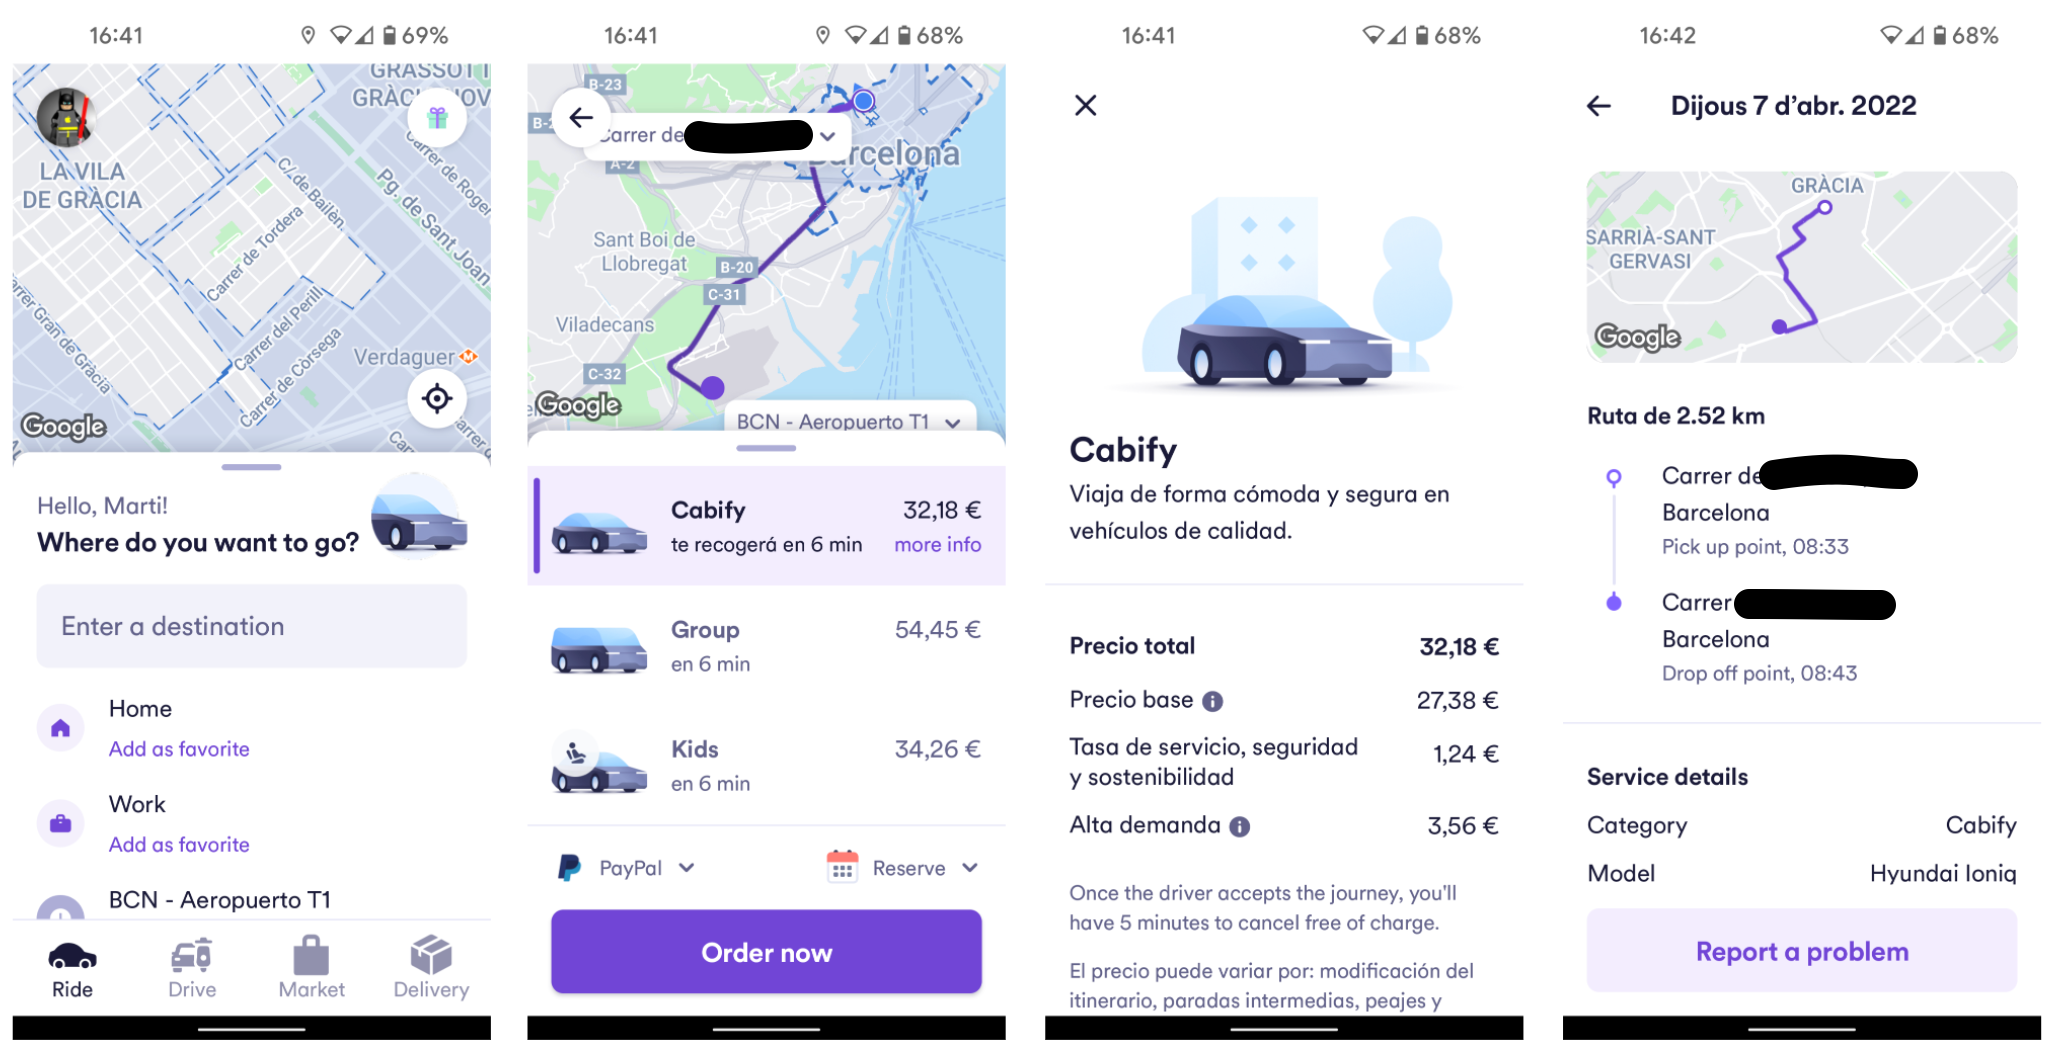 16:41
69%
GRASSOT I
GRÀCIA NOV
LA VILA
DE GRÀCIA
C/ de Bailèn
Pg. de Sant Joan
Carrer de Roger
Carrer de Tordera
Carrer del Perill
Carrer de Còrsega
Carrer Gran de Gràcia
Verdaguer
Google
Hello, Marti!
Where do you want to go?
Enter a destination
Home
Add as favorite
Work
Add as favorite
BCN - Aeropuerto T1
Ride
Drive
Market
Delivery
16:41
68%
B-23
Carrer de
A-2
Barcelona
Sant Boi de
Llobregat
B-20
C-31
Viladecans
C-32
Google
BCN - Aeropuerto T1
Cabify
32,18 €
te recogerá en 6 min
more info
Group
54,45 €
en 6 min
Kids
34,26 €
en 6 min
PayPal
Reserve
Order now
16:41
68%
Cabify
Viaja de forma cómoda y segura en
vehículos de calidad.
Precio total
32,18 €
Precio base
27,38 €
Tasa de servicio, seguridad
y sostenibilidad
1,24 €
Alta demanda
3,56 €
Once the driver accepts the journey, you'll
have 5 minutes to cancel free of charge.
El precio puede variar por: modificación del
itinerario, paradas intermedias, peajes y
16:42
68%
Dijous 7 d’abr. 2022
GRÀCIA
SARRIÀ-SANT
GERVASI
Google
Ruta de 2.52 km
Carrer de
Barcelona
Pick up point, 08:33
Carrer
Barcelona
Drop off point, 08:43
Service details
Category
Cabify
Model
Hyundai Ioniq
Report a problem